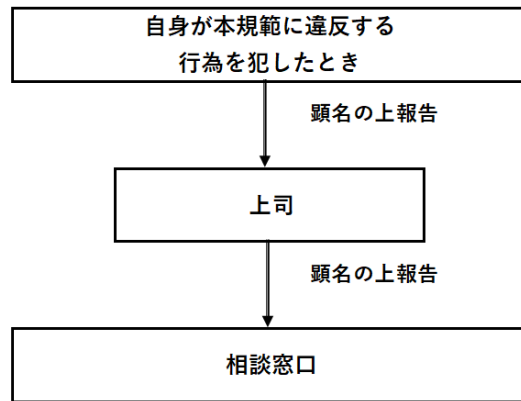 自身が本規範に違反する
行為を犯したとき
顕名の上報告
上司
顕名の上報告
相談窓口